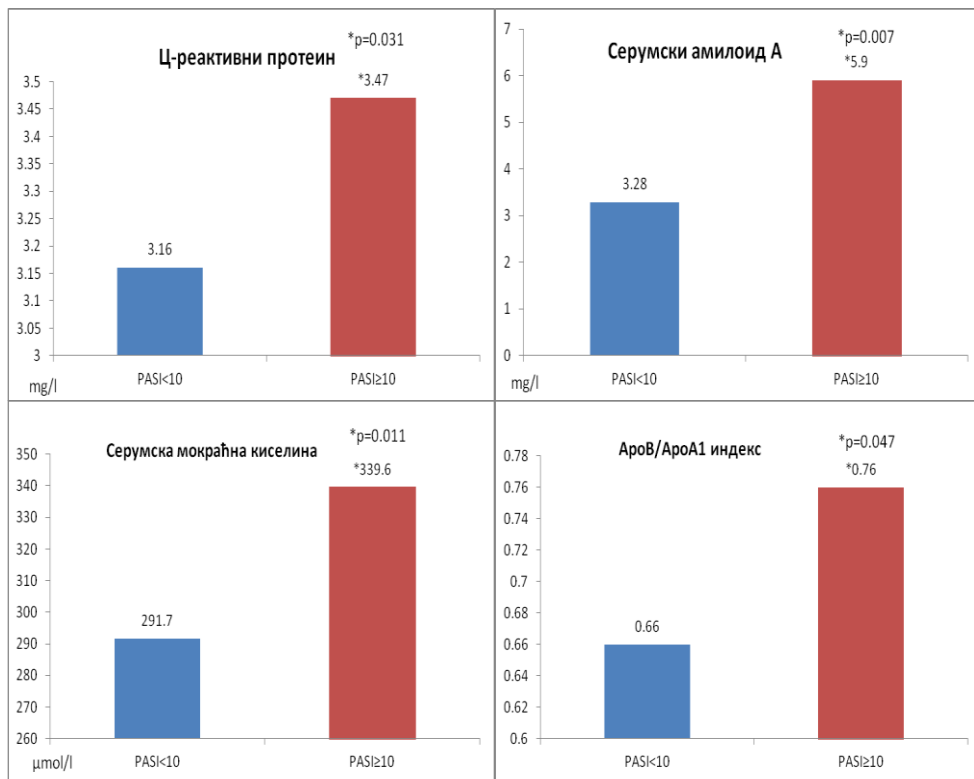 Ц-реактивни протеин
*p=0.031
3.5
3.45
3.4
3.35
3.3
3.25
3.2
3.15
3.1
3.05
3
3.16
*3.47
PASI<10
PASI≥10
mg/l
Серумски амилоид А
*p=0.007
7
6
5
4
3
2
1
0
3.28
*5.9
PASI<10
PASI≥10
mg/l
Серумска мокраћна киселина
*p=0.011
350
340
330
320
310
300
290
280
270
260
291.7
*339.6
PASI<10
PASI≥10
µmol/l
ApoB/ApoA1 индекс
*p=0.047
0.78
0.76
0.74
0.72
0.7
0.68
0.66
0.64
0.62
0.6
0.66
*0.76
PASI<10
PASI≥10